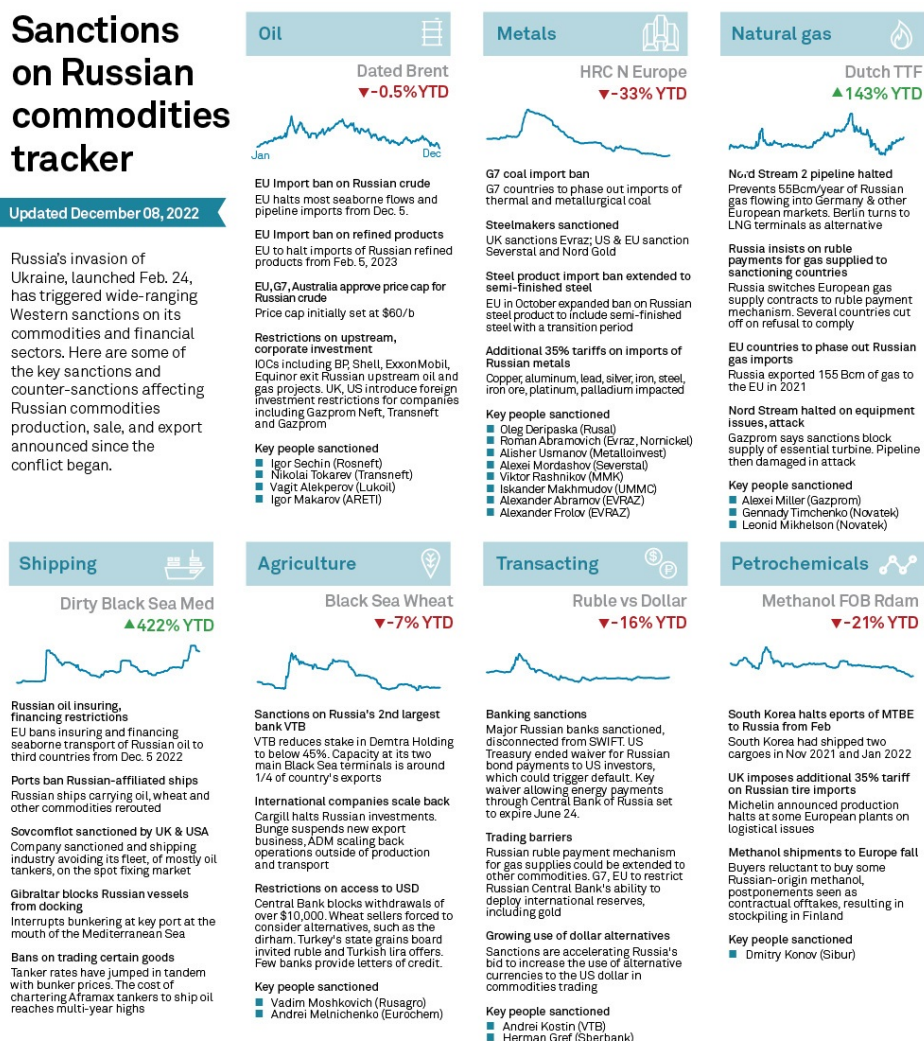 Sanctions
on Russian
commodities
tracker
Updated December 08, 2022
Russia's invasion of
Ukraine, launched Feb. 24,
has triggered wide-ranging
Western sanctions on its
commodities and financial
sectors. Here are some of
the key sanctions and
counter-sanctions affecting
Russian commodities
production, sale, and export
announced since the
conflict began.
Oil
Dated Brent
▼-0.5% YTD
Jan
Dec
EU Import ban on Russian crude
EU halts most seaborne flows and
pipeline imports from Dec. 5.
EU Import ban on refined products
EU to halt imports of Russian refined
products from Feb. 5, 2023
EU, G7, Australia approve price cap for
Russian crude
Price cap initially set at $60/b
Restrictions on upstream,
corporate investment
IOCs including BP, Shell, ExxonMobil,
Equinor exit Russian upstream oil and
gas projects. UK, US introduce foreign
investment restrictions for companies
including Gazprom Neft, Transneft
and Gazprom
Key people sanctioned
■ Igor Sechin (Rosneft)
■ Nikolai Tokarev (Transneft)
■ Vagit Alekperov (Lukoil)
■ Igor Makarov (ARETI)
Metals
HRC N Europe
▼-33% YTD
G7 coal import ban
G7 countries to phase out imports of
thermal and metallurgical coal
Steelmakers sanctioned
UK sanctions Evraz; US & EU sanction
Severstal and Nord Gold
Steel product import ban extended to
semi-finished steel
EU in October expanded ban on Russian
steel product to include semi-finished
steel with a transition period
Additional 35% tariffs on imports of
Russian metals
Copper, aluminum, lead, silver, iron, steel,
iron ore, platinum, palladium impacted
Key people sanctioned
■ Oleg Deripaska (Rusal)
■ Roman Abramovich (Evraz, Nornickel)
■ Alisher Usmanov (Metalloinvest)
■ Alexei Mordashov (Severstal)
■ Viktor Rashnikov (MMK)
■ Iskander Makhmudov (UMMC)
■ Alexander Abramov (EVRAZ)
■ Alexander Frolov (EVRAZ)
Natural gas
Dutch TTF
▲143% YTD
Nord Stream 2 pipeline halted
Prevents 55Bcm/year of Russian
gas flowing into Germany & other
European markets. Berlin turns to
LNG terminals as alternative
Russia insists on ruble
payments for gas supplied to
sanctioning countries
Russia switches European gas
supply contracts to ruble payment
mechanism. Several countries cut
off on refusal to comply
EU countries to phase out Russian
gas imports
Russia exported 155 Bcm of gas to
the EU in 2021
Nord Stream halted on equipment
issues, attack
Gazprom says sanctions block
supply of essential turbine. Pipeline
then damaged in attack
Key people sanctioned
■ Alexei Miller (Gazprom)
■ Gennady Timchenko (Novatek)
■ Leonid Mikhelson (Novatek)
Shipping
Dirty Black Sea Med
▲422% YTD
Russian oil insuring,
financing restrictions
EU bans insuring and financing
seaborne transport of Russian oil to
third countries from Dec. 5 2022
Ports ban Russian-affiliated ships
Russian ships carrying oil, wheat and
other commodities rerouted
Sovcomflot sanctioned by UK & USA
Company sanctioned and shipping
industry avoiding its fleet, of mostly oil
tankers, on the spot fixing market
Gibraltar blocks Russian vessels
from docking
Interrupts bunkering at key port at the
mouth of the Mediterranean Sea
Bans on trading certain goods
Tanker rates have jumped in tandem
with bunker prices. The cost of
chartering Aframax tankers to ship oil
reaches multi-year highs
Agriculture
Black Sea Wheat
▼-7% YTD
Sanctions on Russia's 2nd largest
bank VTB
VTB reduces stake in Demtra Holding
to below 45%. Capacity at its two
main Black Sea terminals is around
1/4 of country's exports
International companies scale back
Cargill halts Russian investments.
Bunge suspends new export
business, ADM scaling back
operations outside of production
and transport
Restrictions on access to USD
Central Bank blocks withdrawals of
over $10,000. Wheat sellers forced to
consider alternatives, such as the
dirham. Turkey's state grains board
invited ruble and Turkish lira offers.
Few banks provide letters of credit.
Key people sanctioned
■ Vadim Moshkovich (Rusagro)
■ Andrei Melnichenko (Eurochem)
Transacting
$
₽
Ruble vs Dollar
▼-16% YTD
Banking sanctions
Major Russian banks sanctioned,
disconnected from SWIFT. US
Treasury ended waiver for Russian
bond payments to US investors,
which could trigger default. Key
waiver allowing energy payments
through Central Bank of Russia set
to expire June 24.
Trading barriers
Russian ruble payment mechanism
for gas supplies could be extended to
other commodities. G7, EU to restrict
Russian Central Bank's ability to
deploy international reserves,
including gold
Growing use of dollar alternatives
Sanctions are accelerating Russia's
bid to increase the use of alternative
currencies to the US dollar in
commodities trading
Key people sanctioned
■ Andrei Kostin (VTB)
■ Herman Gref (Sberbank)
Petrochemicals
Methanol FOB Rdam
▼-21% YTD
South Korea halts eports of MTBE
to Russia from Feb
South Korea had shipped two
cargoes in Nov 2021 and Jan 2022
UK imposes additional 35% tariff
on Russian tire imports
Michelin announced production
halts at some European plants on
logistical issues
Methanol shipments to Europe fall
Buyers reluctant to buy some
Russian-origin methanol,
postponements seen as
contractual offtakes, resulting in
stockpiling in Finland
Key people sanctioned
■ Dmitry Konov (Sibur)